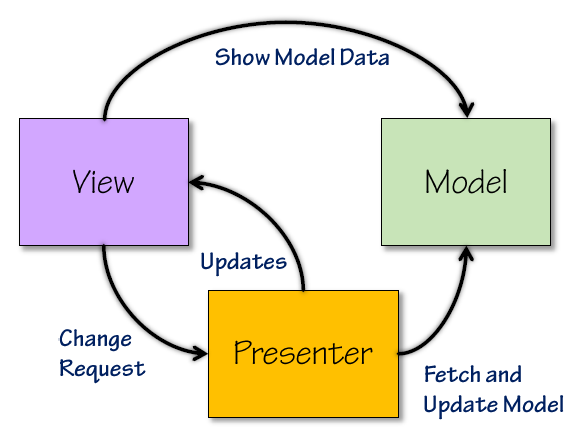 Show Model Data
View
Model
Updates
Change
Request
Presenter
Fetch and
Update Model